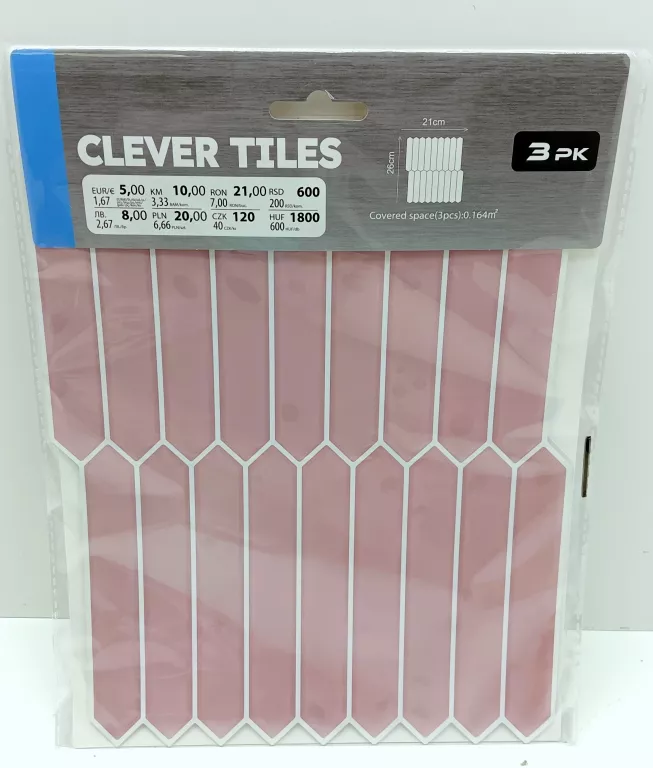 CLEVER TILES
21cm
26cm
3 PK
Covered space(3pcs):0.164m²
EUR/€ 5,00 KM 10,00 RON 21,00 RSD 600
1,67 3,33 7,00 200
ЛВ. 8,00 PLN 20,00 CZK 120 HUF 1800
2,67 6,66 40 600